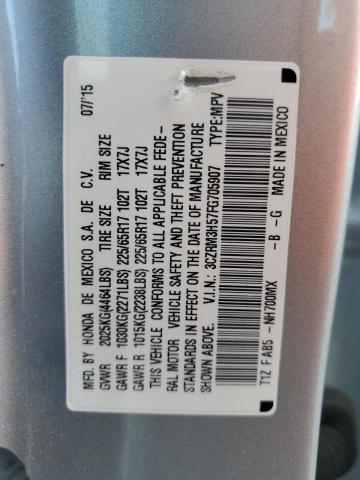 MFD. BY HONDA DE MEXICO S.A. DE C.V. 07/15
GVWR 2025KG(4464LBS) TIRE SIZE RIM SIZE
GAWR F 1030KG(2271LBS) 225/65R17 102T 17X7J
GAWR R 1015KG(2238LBS) 225/65R17 102T 17X7J
THIS VEHICLE CONFORMS TO ALL APPLICABLE FEDE-
RAL MOTOR VEHICLE SAFETY AND THEFT PREVENTION
STANDARDS IN EFFECT ON THE DATE OF MANUFACTURE
SHOWN ABOVE. V.I.N.: 3CZRM3H57FG705907 TYPE:MPV
T1Z FAB5 -NH700MX -B -G MADE IN MEXICO